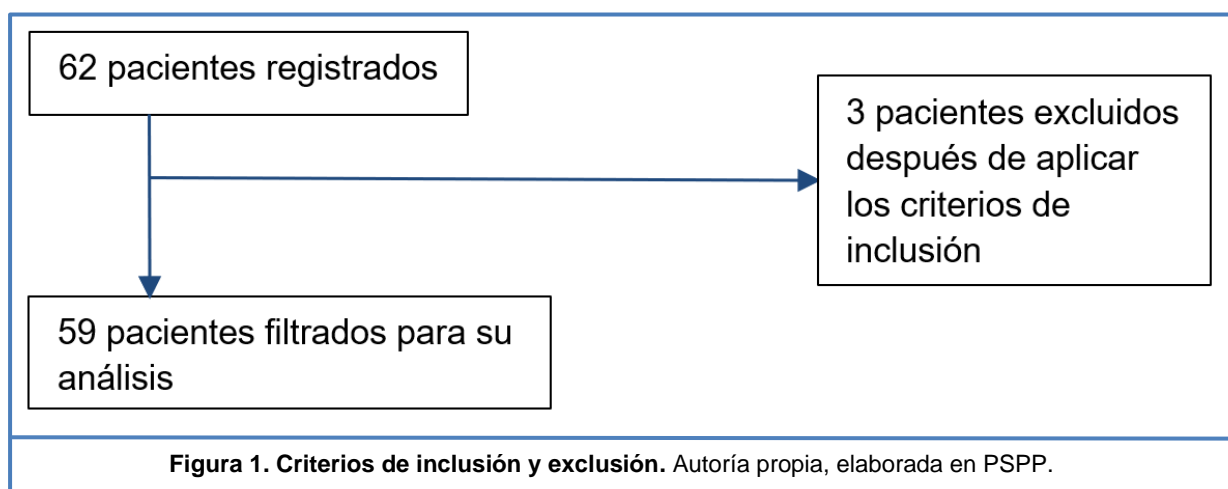 62 pacientes registrados
3 pacientes excluidos
después de aplicar
los criterios de
inclusión
59 pacientes filtrados para su
análisis
Figura 1. Criterios de inclusión y exclusión. Autoría propia, elaborada en PSPP.